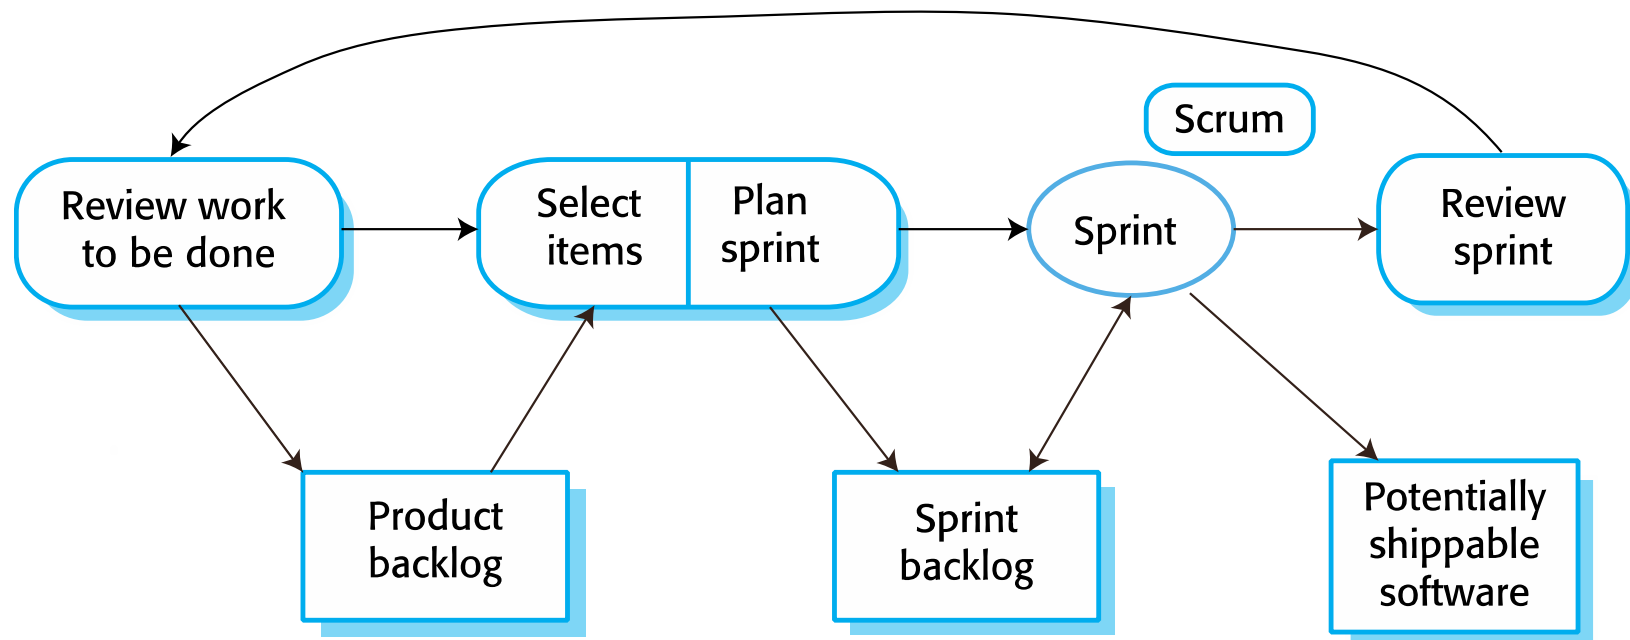 Scrum
Review work
to be done
Select
items
Plan
sprint
Sprint
Review
sprint
Product
backlog
Sprint
backlog
Potentially
shippable
software